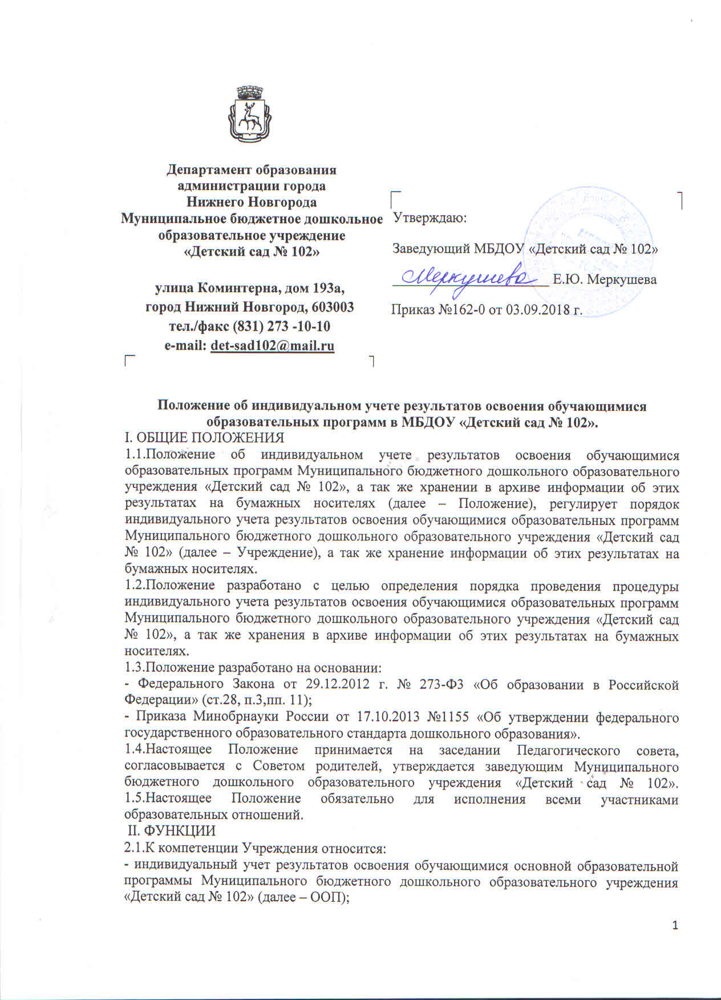 Департамент образования
администрации города
Нижнего Новгорода
Муниципальное бюджетное дошкольное
образовательное учреждение
«Детский сад № 102»
улица Коминтерна, дом 193а,
город Нижний Новгород, 603003
тел./факс (831) 273 -10-10
e-mail: det-sad102@mail.ru
Утверждаю:
Заведующий МБДОУ «Детский сад № 102»
Меркушева Е.Ю. Меркушева
Приказ №162-0 от 03.09.2018 г.
Положение об индивидуальном учете результатов освоения обучающимися
образовательных программ в МБДОУ «Детский сад № 102».
I. ОБЩИЕ ПОЛОЖЕНИЯ
1.1.Положение об индивидуальном учете результатов освоения обучающимися
образовательных программ Муниципального бюджетного дошкольного образовательного
учреждения «Детский сад № 102», а так же хранении в архиве информации об этих
результатах на бумажных носителях (далее – Положение), регулирует порядок
индивидуального учета результатов освоения обучающимися образовательных программ
Муниципального бюджетного дошкольного образовательного учреждения «Детский сад
№ 102» (далее – Учреждение), а так же хранение информации об этих результатах на
бумажных носителях.
1.2.Положение разработано с целью определения порядка проведения процедуры
индивидуального учета результатов освоения обучающимися образовательных программ
Муниципального бюджетного дошкольного образовательного учреждения «Детский сад
№ 102», а так же хранения в архиве информации об этих результатах на бумажных
носителях.
1.3.Положение разработано на основании:
- Федерального Закона от 29.12.2012 г. № 273-ФЗ «Об образовании в Российской
Федерации» (ст.28, п.3,пп. 11);
- Приказа Минобрнауки России от 17.10.2013 №1155 «Об утверждении федерального
государственного образовательного стандарта дошкольного образования».
1.4.Настоящее Положение принимается на заседании Педагогического совета,
согласовывается с Советом родителей, утверждается заведующим Муниципального
бюджетного дошкольного образовательного учреждения «Детский сад № 102».
1.5.Настоящее Положение обязательно для исполнения всеми участниками
образовательных отношений.
II. ФУНКЦИИ
2.1.К компетенции Учреждения относится:
- индивидуальный учет результатов освоения обучающимися основной образовательной
программы Муниципального бюджетного дошкольного образовательного учреждения
«Детский сад № 102» (далее – ООП);
1